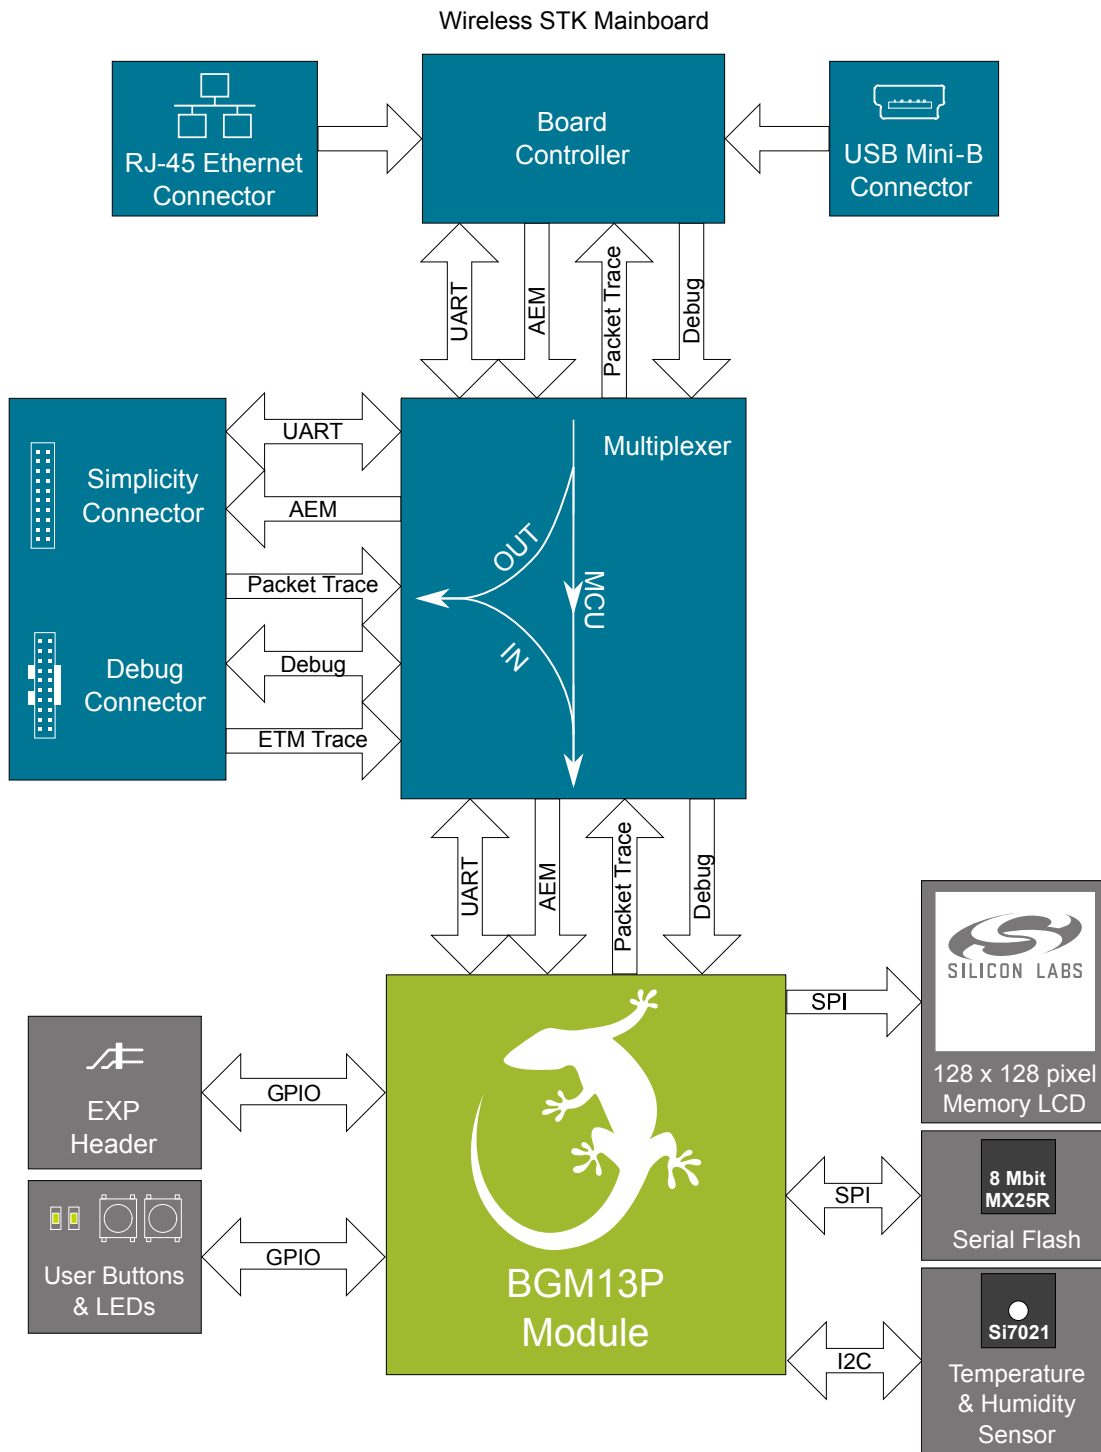 Wireless STK Mainboard
RJ-45 Ethernet
Connector
Board
Controller
USB Mini-B
Connector
UART
AEM
Packet Trace
Debug
Simplicity
Connector
Debug
Connector
UART
AEM
Packet Trace
Debug
ETM Trace
Multiplexer
OUT
MCU
IN
UART
AEM
Packet Trace
Debug
SILICON LABS
128 x 128 pixel
Memory LCD
SPI
EXP
Header
GPIO
8 Mbit
MX25R
Serial Flash
SPI
User Buttons
& LEDs
GPIO
BGM13P
Module
Si7021
Temperature
& Humidity
Sensor
I2C